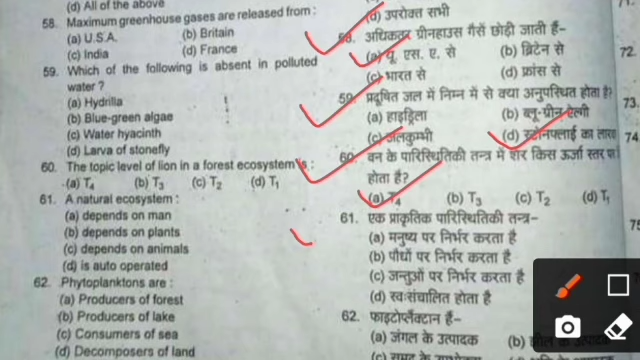 (d) All of the above
58. Maximum greenhouse gases are released from :
(a) U.S.A. (b) Britain
(c) India (d) France
59. Which of the following is absent in polluted
water ?
(a) Hydrilla
(b) Blue-green algae
(c) Water hyacinth
(d) Larva of stonefly
60. The topic level of lion in a forest ecosystem is :
(a) T4 (b) T3 (c) T2 (d) T1
61. A natural ecosystem :
(a) depends on man
(b) depends on plants
(c) depends on animals
(d) is auto operated
62. Phytoplanktons are :
(a) Producers of forest
(b) Producers of lake
(c) Consumers of sea
(d) Decomposers of land
(d) उपरोक्त सभी
58. अधिकतर ग्रीनहाउस गैसें छोड़ी जाती हैं–
(a) यू. एस. ए. से (b) ब्रिटेन से
(c) भारत से (d) फ्रांस से
59. प्रदूषित जल में निम्न में से क्या अनुपस्थित होता है?
(a) हाइड्रिला (b) ब्लू-ग्रीन ऐल्गी
(c) जलकुम्भी (d) स्टोनफ्लाई का
60. वन के पारिस्थितिकी तन्त्र में शेर किस ऊर्जा स्तर
होता है?
(a) T4 (b) T3 (c) T2 (d) T1
61. एक प्राकृतिक पारिस्थितिकी तन्त्र–
(a) मनुष्य पर निर्भर करता है
(b) पौधों पर निर्भर करता है
(c) जन्तुओं पर निर्भर करता है
(d) स्वःसंचालित होता है
62. फाइटोप्लैंक्टान हैं–
(a) जंगल के उत्पादक (b) झील के
72.
73.
74